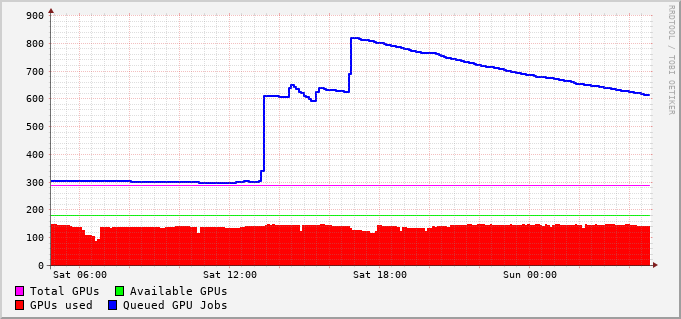 900
800
700
600
500
400
300
200
100
0
Sat 06:00 Sat 12:00 Sat 18:00 Sun 00:00
Total GPUs Available GPUs
GPUs used Queued GPU Jobs
RRDTOOL / TOBI OETIKER